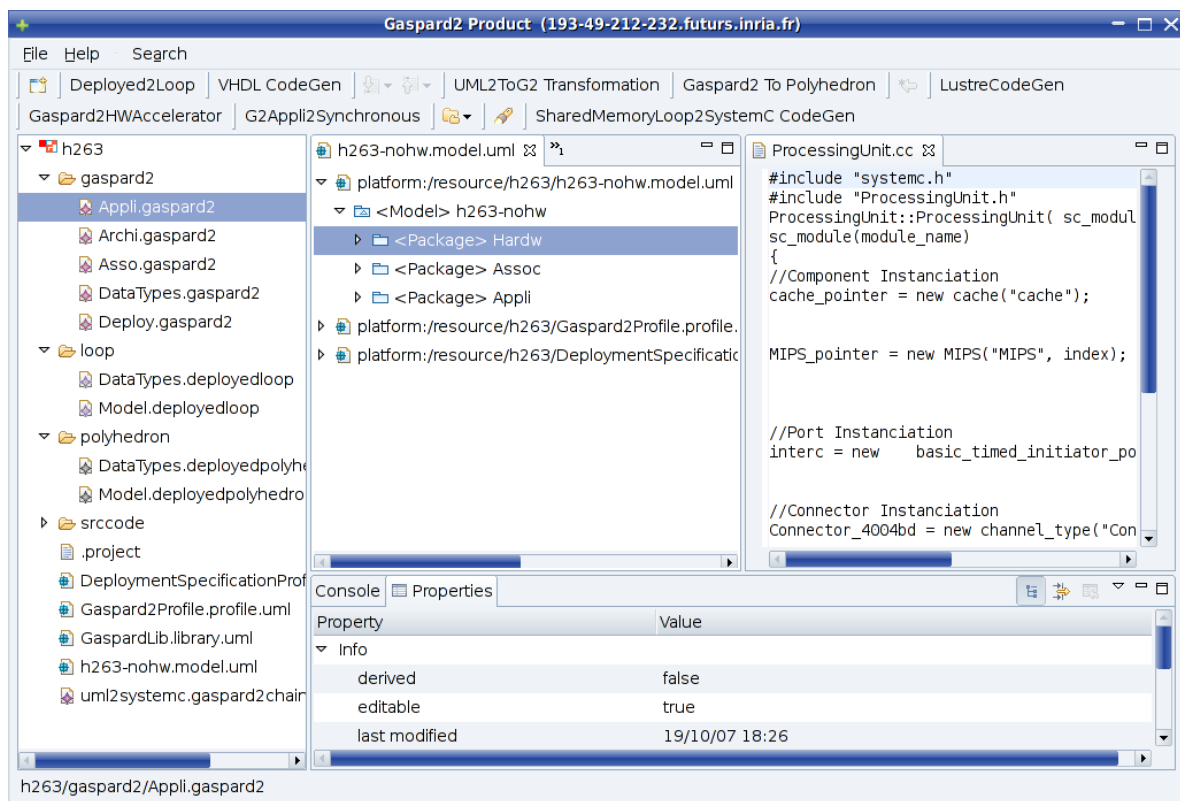 Gaspard2 Product (193-49-212-232.futurs.inria.fr)
File Help Search
Deployed2Loop VHDL CodeGen UML2ToG2 Transformation Gaspard2 To Polyhedron LustreCodeGen
Gaspard2HWAccelerator G2Appli2Synchronous SharedMemoryLoop2SystemC CodeGen
h263
gaspard2
Appli.gaspard2
Archi.gaspard2
Asso.gaspard2
DataTypes.gaspard2
Deploy.gaspard2
loop
DataTypes.deployedloop
Model.deployedloop
polyhedron
DataTypes.deployedpolyhe
Model.deployedpolyhedro
srccode
.project
DeploymentSpecificationProf
Gaspard2Profile.profile.uml
GaspardLib.library.uml
h263-nohw.model.uml
uml2systemc.gaspard2chain
h263-nohw.model.uml »1
platform:/resource/h263/h263-nohw.model.uml
<Model> h263-nohw
<Package> Hardw
<Package> Assoc
<Package> Appli
platform:/resource/h263/Gaspard2Profile.profile.
platform:/resource/h263/DeploymentSpecificatic
ProcessingUnit.cc
#include "systemc.h"
#include "ProcessingUnit.h"
ProcessingUnit::ProcessingUnit( sc_modul
sc_module(module_name)
{
//Component Instanciation
cache_pointer = new cache("cache");
MIPS_pointer = new MIPS("MIPS", index);
//Port Instanciation
interc = new    basic_timed_initiator_po
//Connector Instanciation
Connector_4004bd = new channel_type("Con
Console Properties
Property Value
Info
derived false
editable true
last modified 19/10/07 18:26
h263/gaspard2/Appli.gaspard2